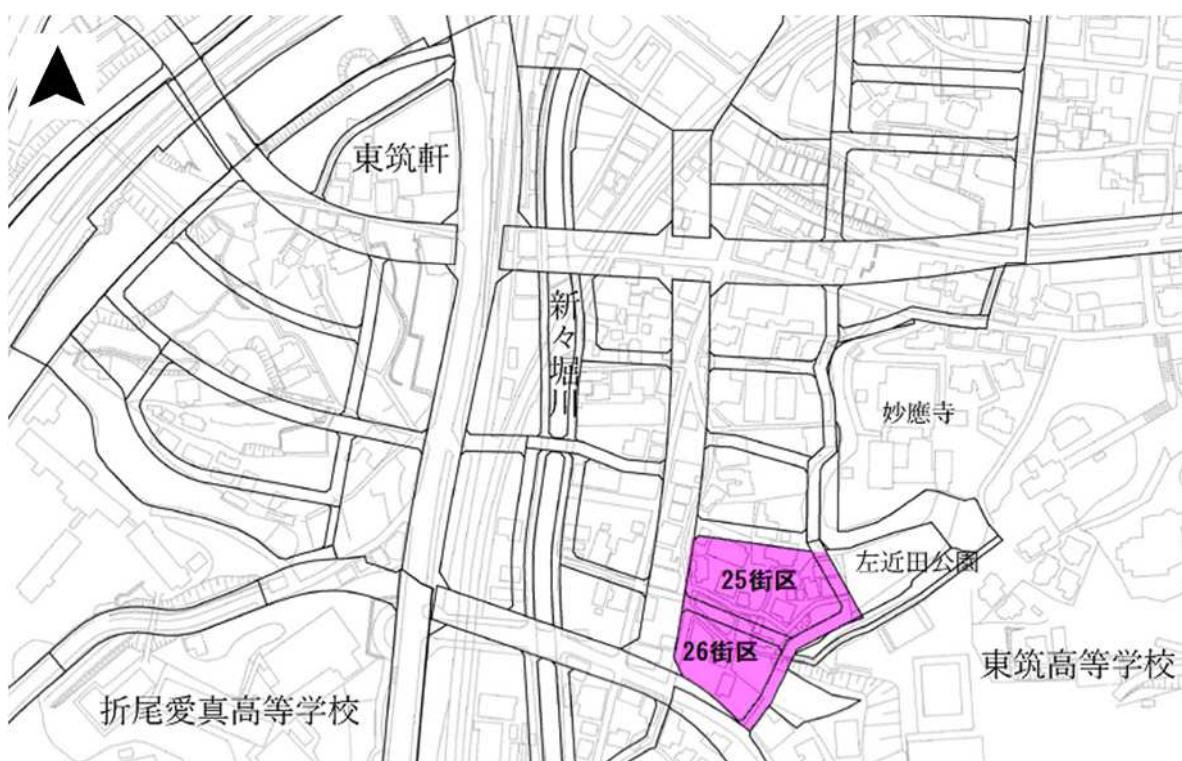 東筑軒
新々堀川
妙應寺
25街区
左近田公園
26街区
東筑高等学校
折尾愛真高等学校